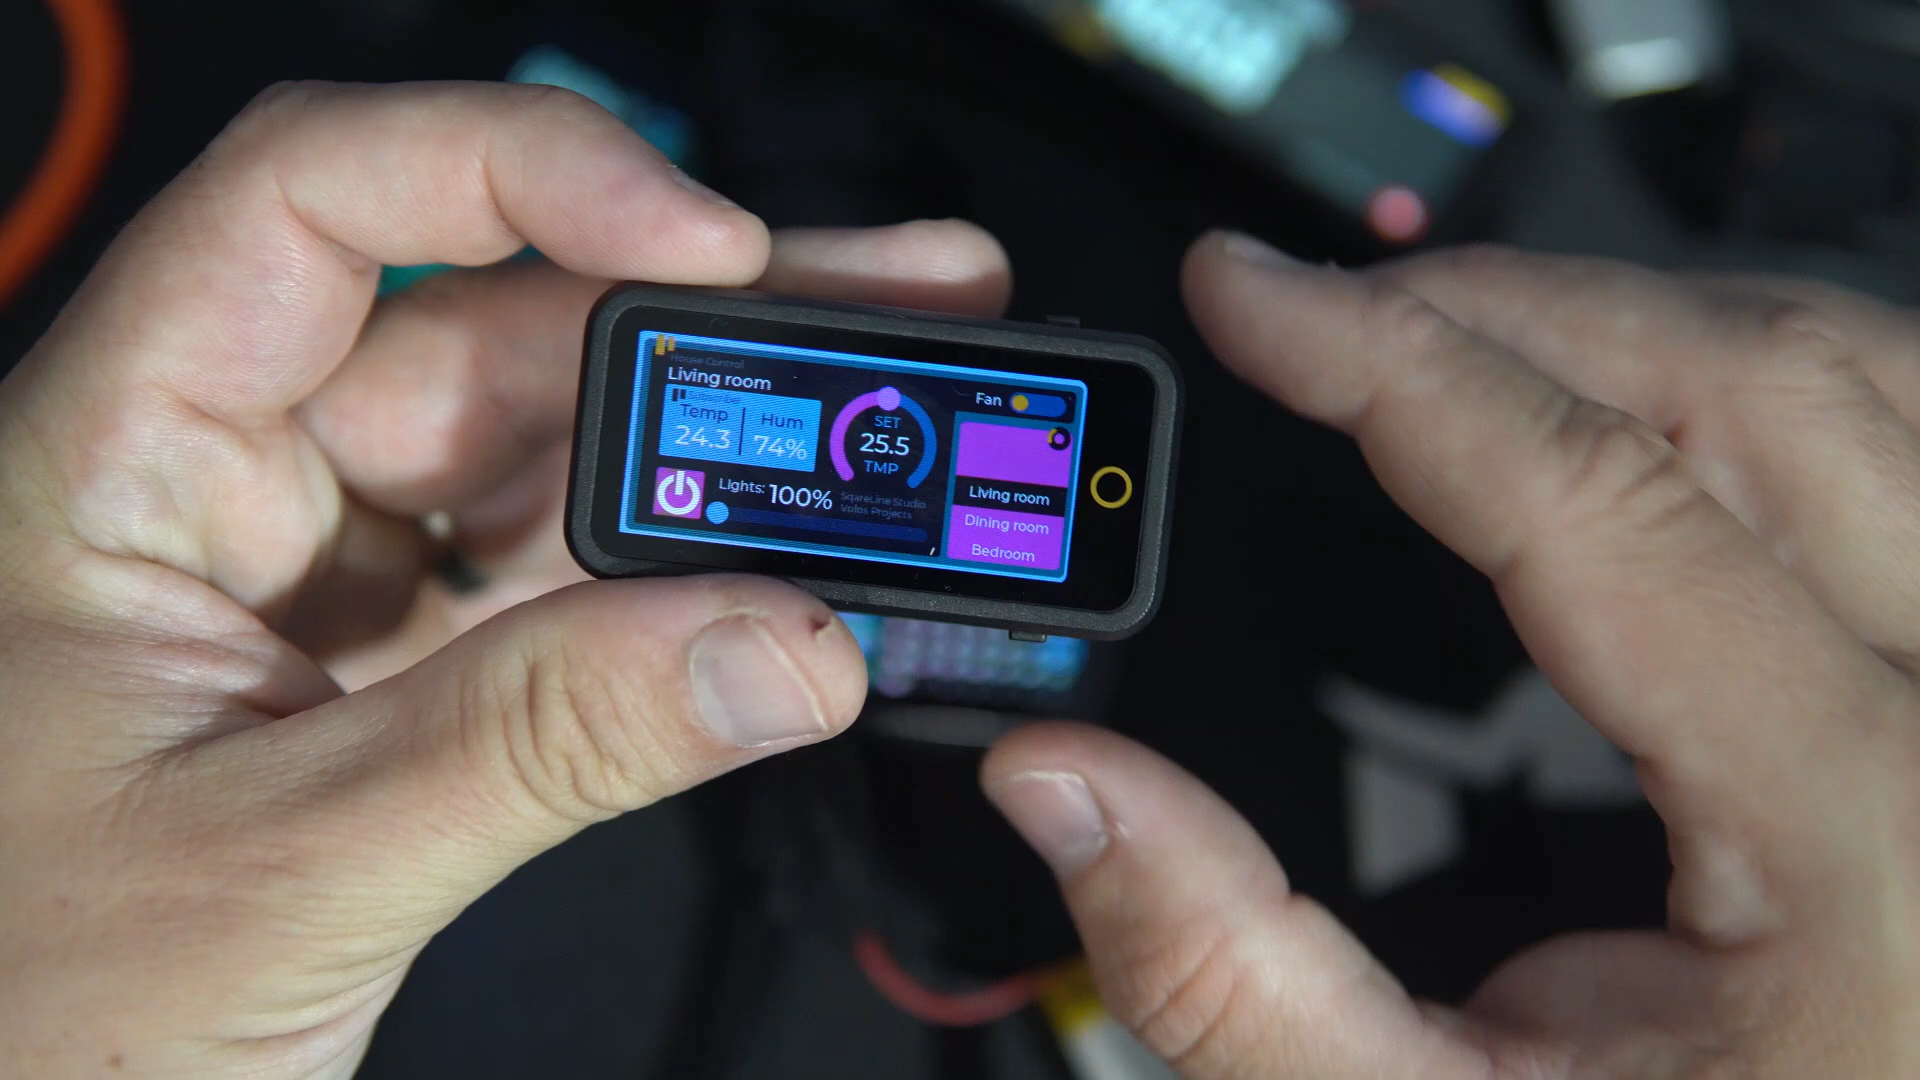 House Control
Living room
Subscribe
Temp
Hum
24.3
74%
SET
25.5
TMP
Fan
Lights: 100%
SqareLine Studio
Volos Projects
Living room
Dining room
Bedroom